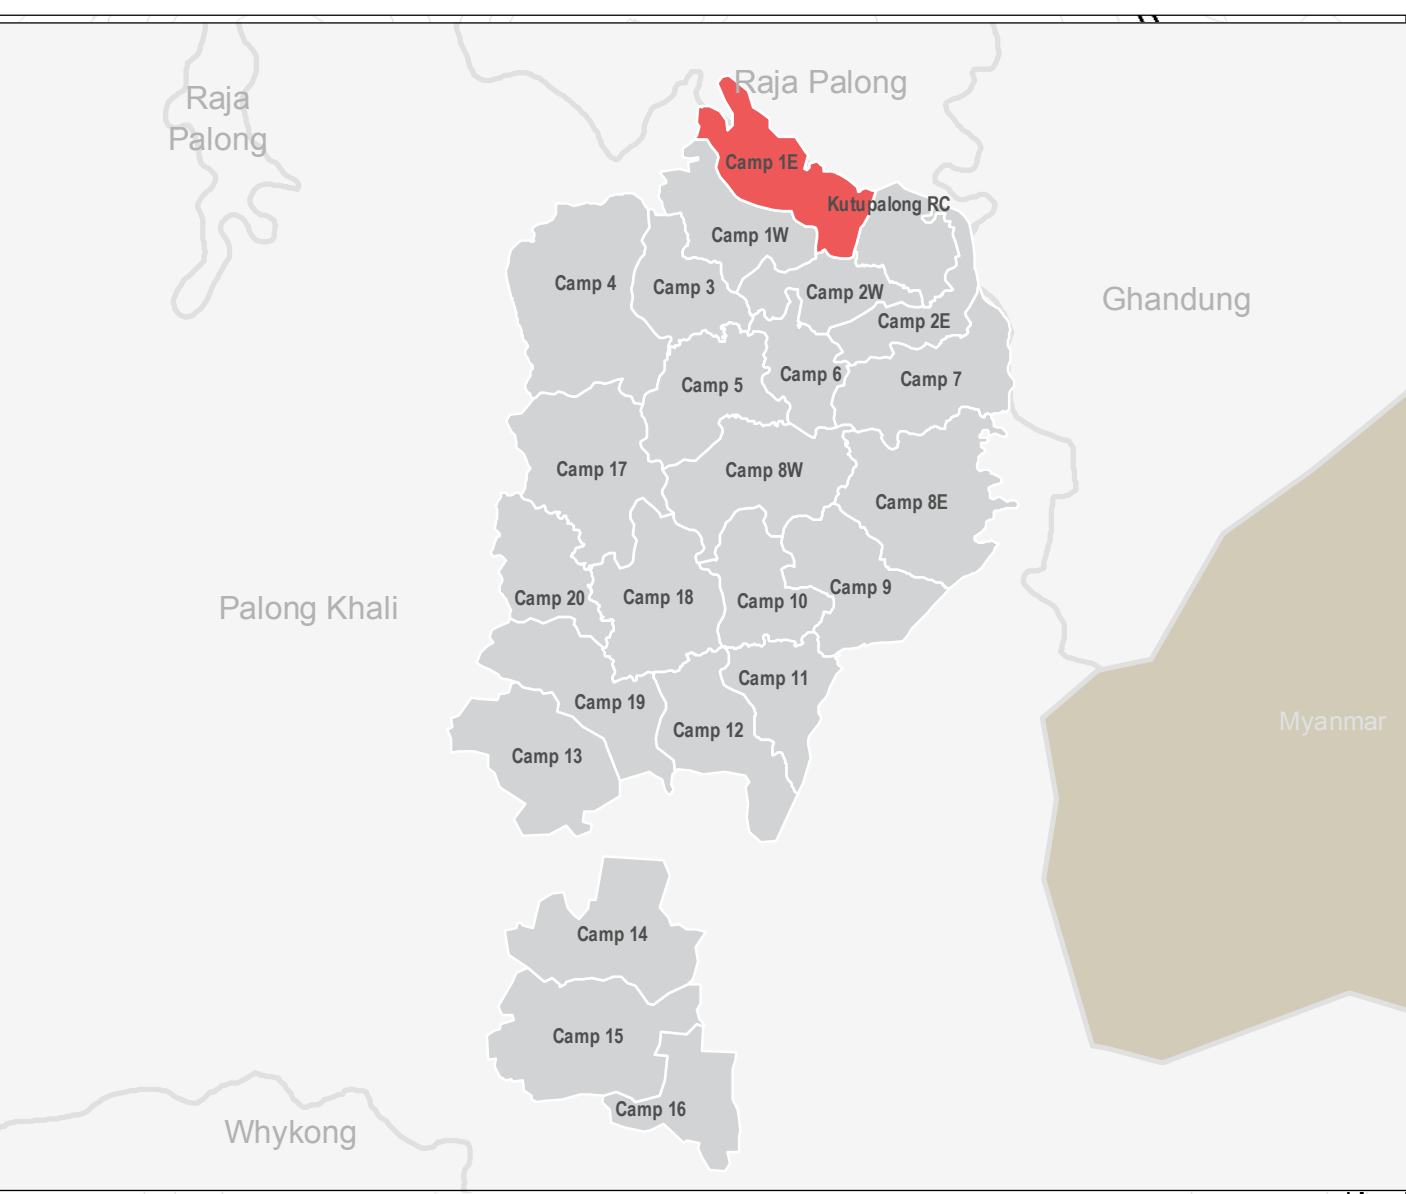 Raja Palong
Raja
Palong
Camp 1E
Kutupalong RC
Camp 1W
Camp 4
Camp 3
Camp 2W
Ghandung
Camp 2E
Camp 6
Camp 7
Camp 5
Camp 17
Camp 8W
Camp 8E
Camp 9
Camp 20
Camp 18
Camp 10
Palong Khali
Camp 11
Camp 19
Myanmar
Camp 12
Camp 13
Camp 14
Camp 15
Camp 16
Whykong